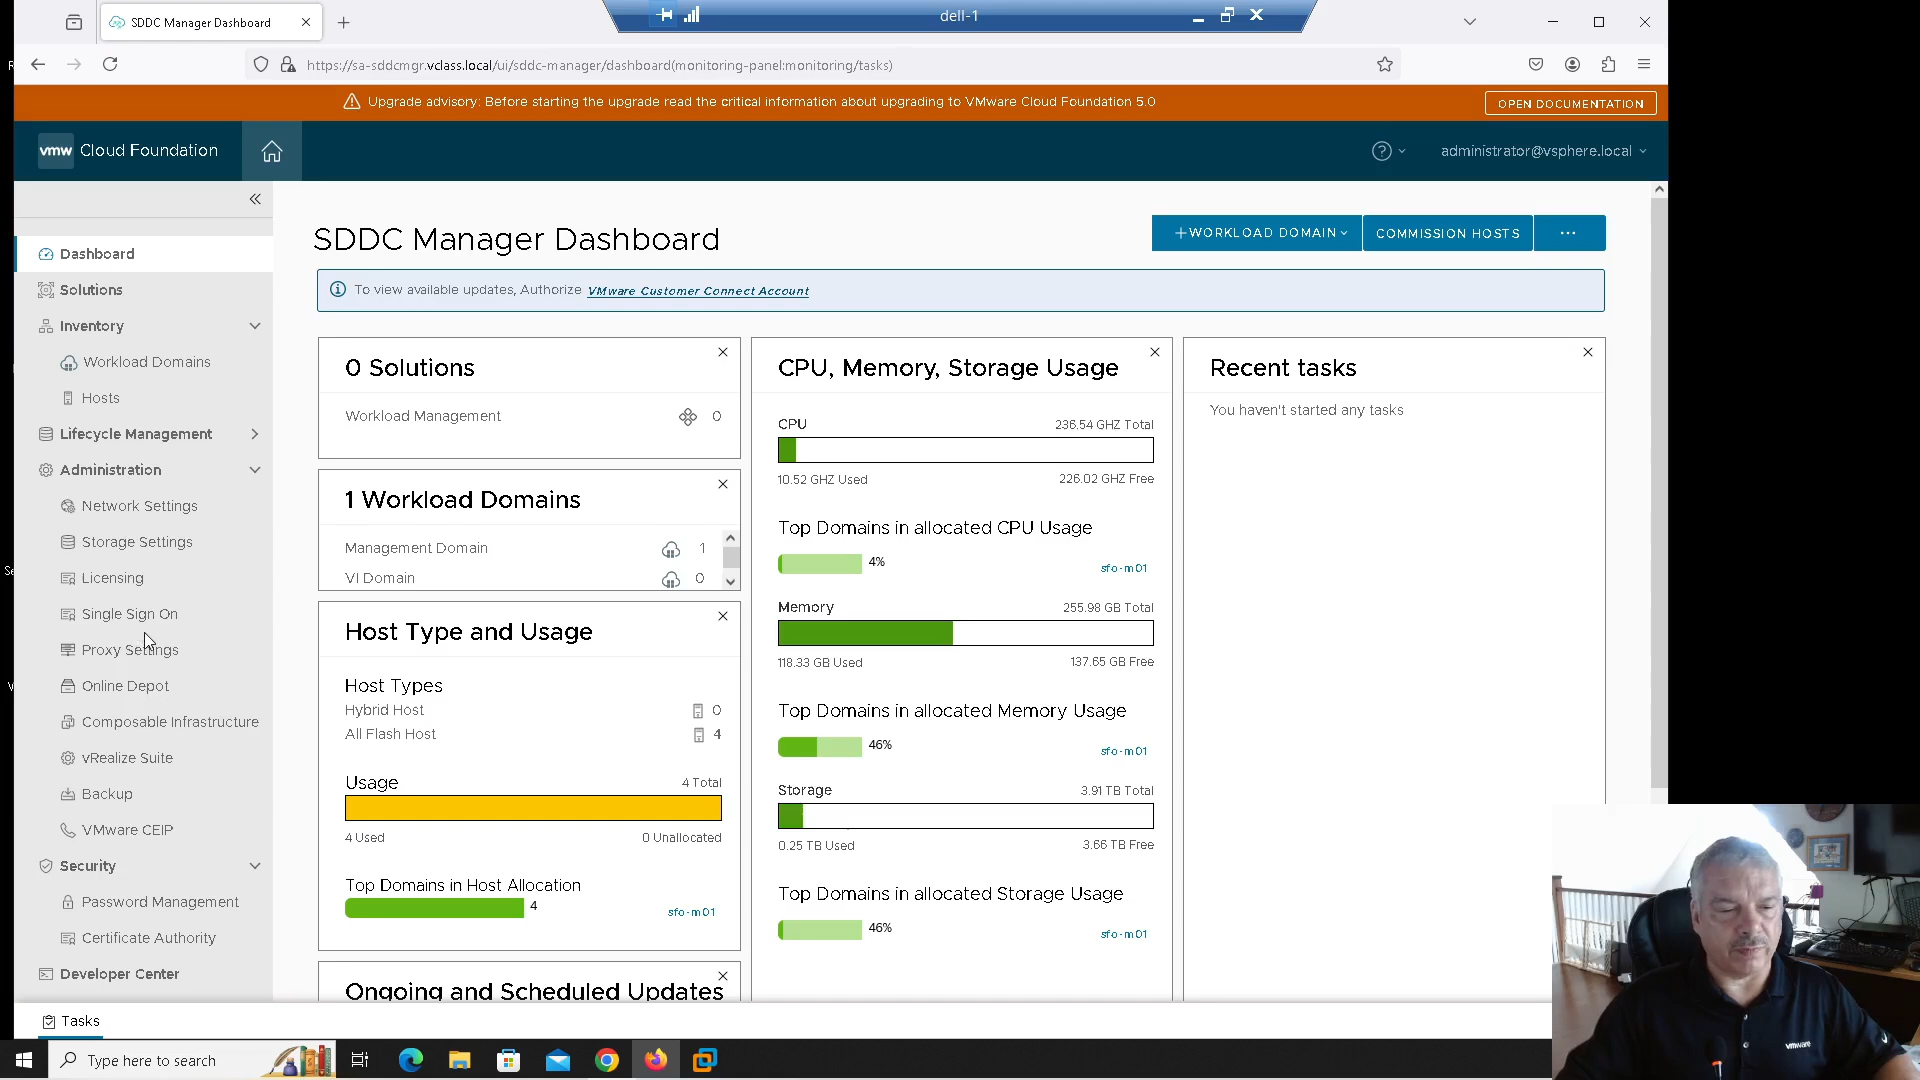 SDDC Manager Dashboard
dell-1
https://sa-sddcmgr.vclass.local/ui/sddc-manager/dashboard(monitoring-panel:monitoring/tasks)
Upgrade advisory: Before starting the upgrade read the critical information about upgrading to VMware Cloud Foundation 5.0
OPEN DOCUMENTATION
vmw Cloud Foundation
administrator@vsphere.local
Dashboard
Solutions
Inventory
Workload Domains
Hosts
Lifecycle Management
Administration
Network Settings
Storage Settings
Licensing
Single Sign On
Proxy Settings
Online Depot
Composable Infrastructure
vRealize Suite
Backup
VMware CEIP
Security
Password Management
Certificate Authority
Developer Center
SDDC Manager Dashboard
+WORKLOAD DOMAIN
COMMISSION HOSTS
To view available updates, Authorize VMware Customer Connect Account
0 Solutions
Workload Management 0
1 Workload Domains
Management Domain 1
VI Domain 0
Host Type and Usage
Host Types
Hybrid Host 0
All Flash Host 4
Usage 4 Total
4 Used 0 Unallocated
Top Domains in Host Allocation
4
sfo-m01
Ongoing and Scheduled Updates
CPU, Memory, Storage Usage
CPU 236.54 GHZ Total
10.52 GHZ Used 226.02 GHZ Free
Top Domains in allocated CPU Usage
4% sfo-m01
Memory 255.98 GB Total
118.33 GB Used 137.65 GB Free
Top Domains in allocated Memory Usage
46% sfo-m01
Storage 3.91 TB Total
0.25 TB Used 3.66 TB Free
Top Domains in allocated Storage Usage
46% sfo-m01
Recent tasks
You haven't started any tasks
Tasks
Type here to search
vmware